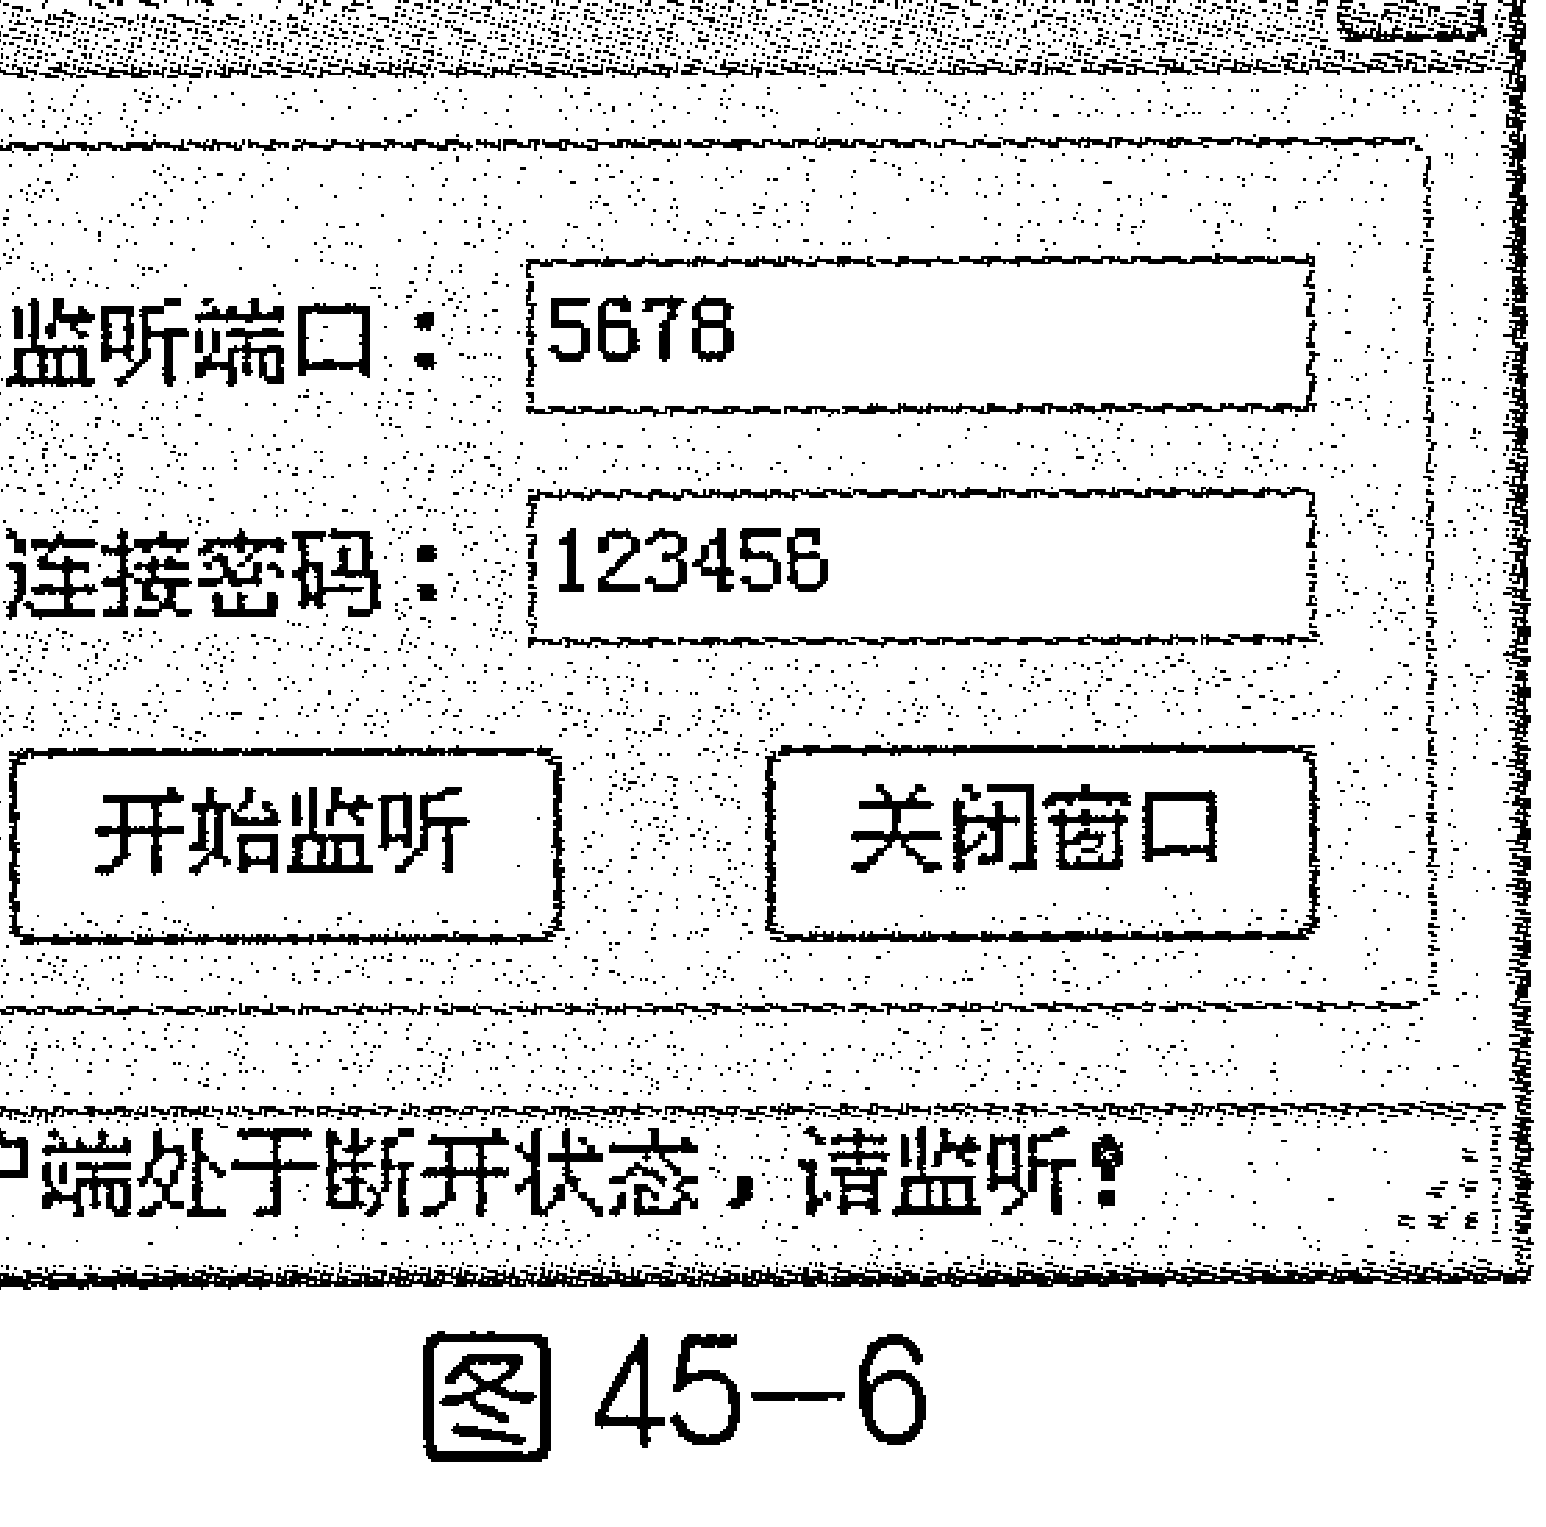 监听端口：5678
连接密码：123456
开始监听 关闭窗口
户端处于断开状态，请监听！
图 45-6